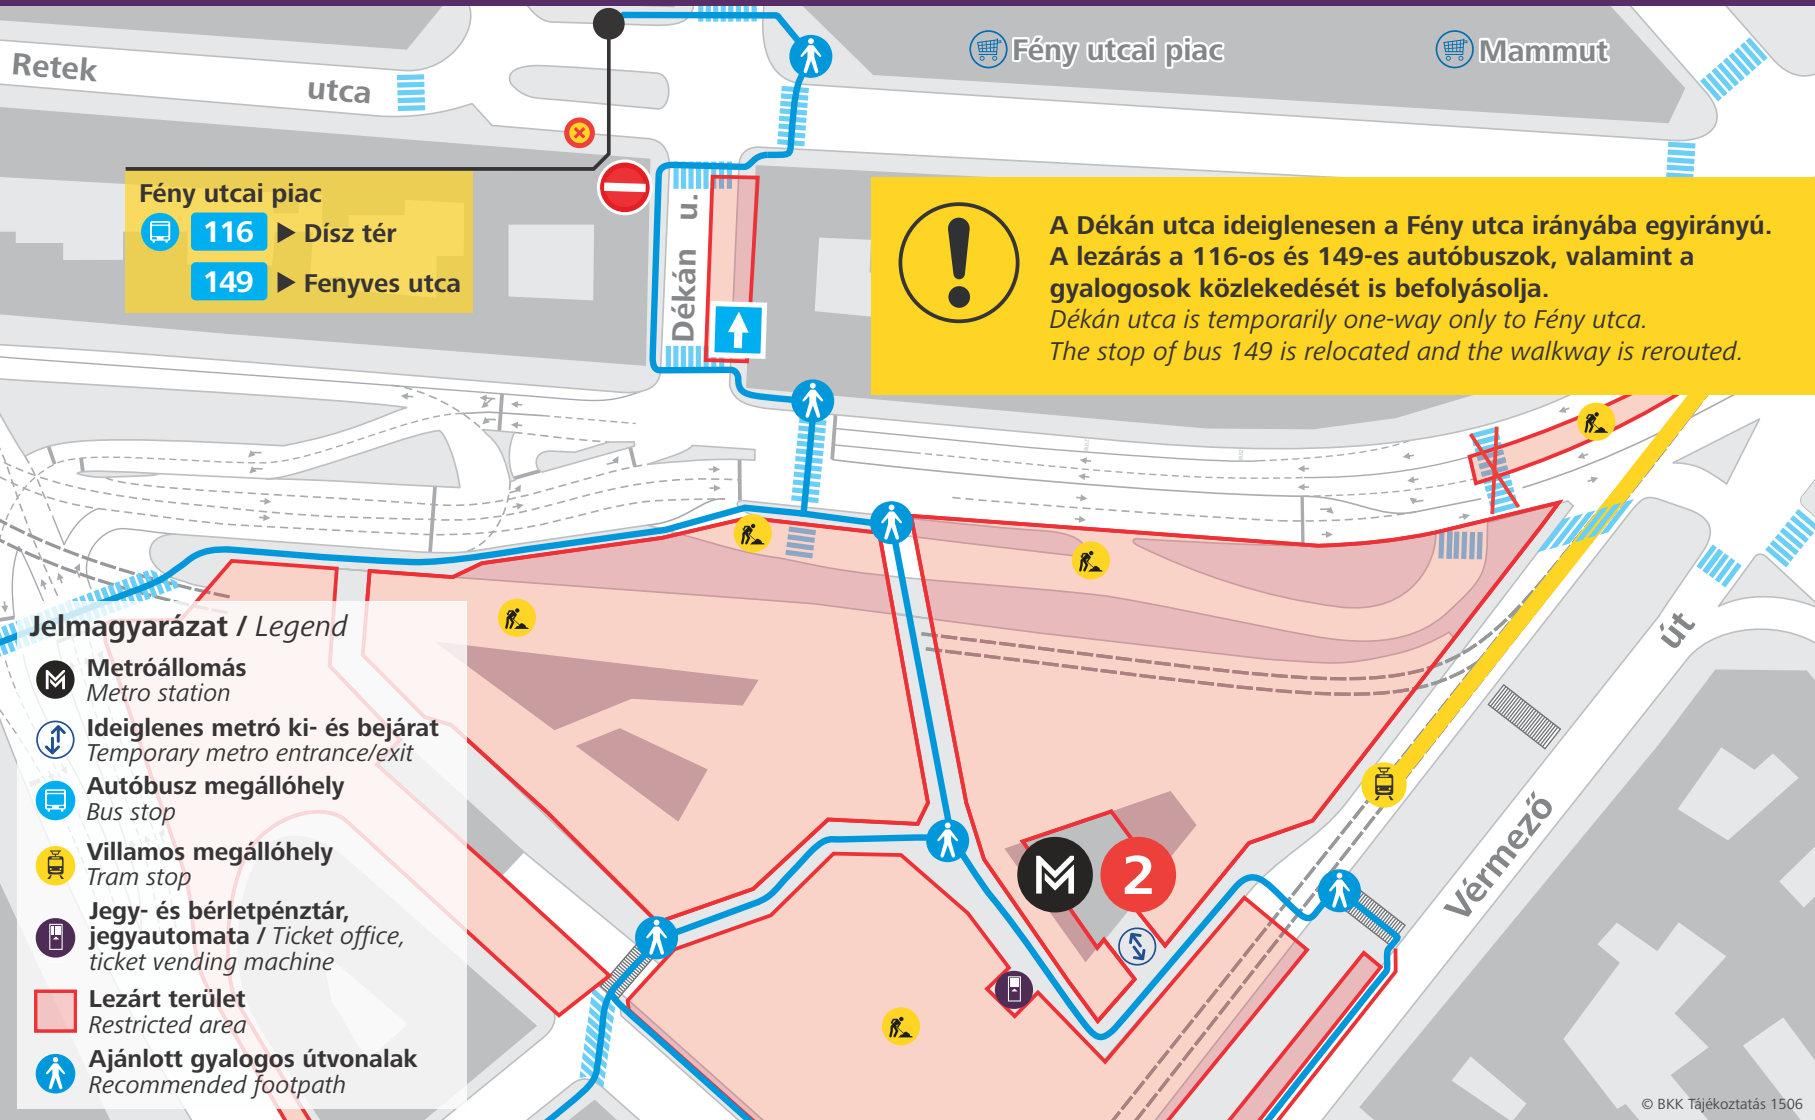 Retek
utca
Fény utcai piac
Mammut
Fény utcai piac
116 Dísz tér
149 Fenyves utca
Dékán u.
A Dékán utca ideiglenesen a Fény utca irányába egyirányú.
A lezárás a 116-os és 149-es autóbuszok, valamint a
gyalogosok közlekedését is befolyásolja.
Dékán utca is temporarily one-way only to Fény utca.
The stop of bus 149 is relocated and the walkway is rerouted.
Vérmező
út
M 2
Jelmagyarázat / Legend
Metróállomás
Metro station
Ideiglenes metró ki- és bejárat
Temporary metro entrance/exit
Autóbusz megállóhely
Bus stop
Villamos megállóhely
Tram stop
Jegy- és bérletpénztár,
jegyautomata / Ticket office,
ticket vending machine
Lezárt terület
Restricted area
Ajánlott gyalogos útvonalak
Recommended footpath
© BKK Tájékoztatás 1506